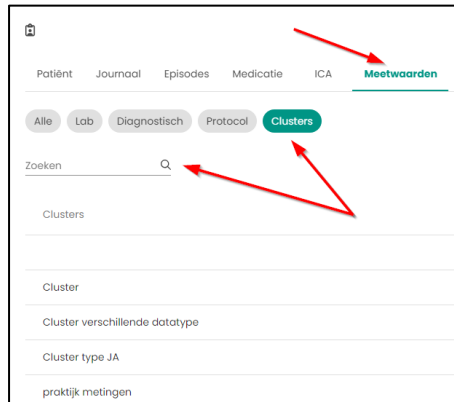 Patiënt Journaal Episodes Medicatie ICA Meetwaarden
Alle Lab Diagnostisch Protocol Clusters
Zoeken
Clusters
Cluster
Cluster verschillende datatype
Cluster type JA
praktijk metingen